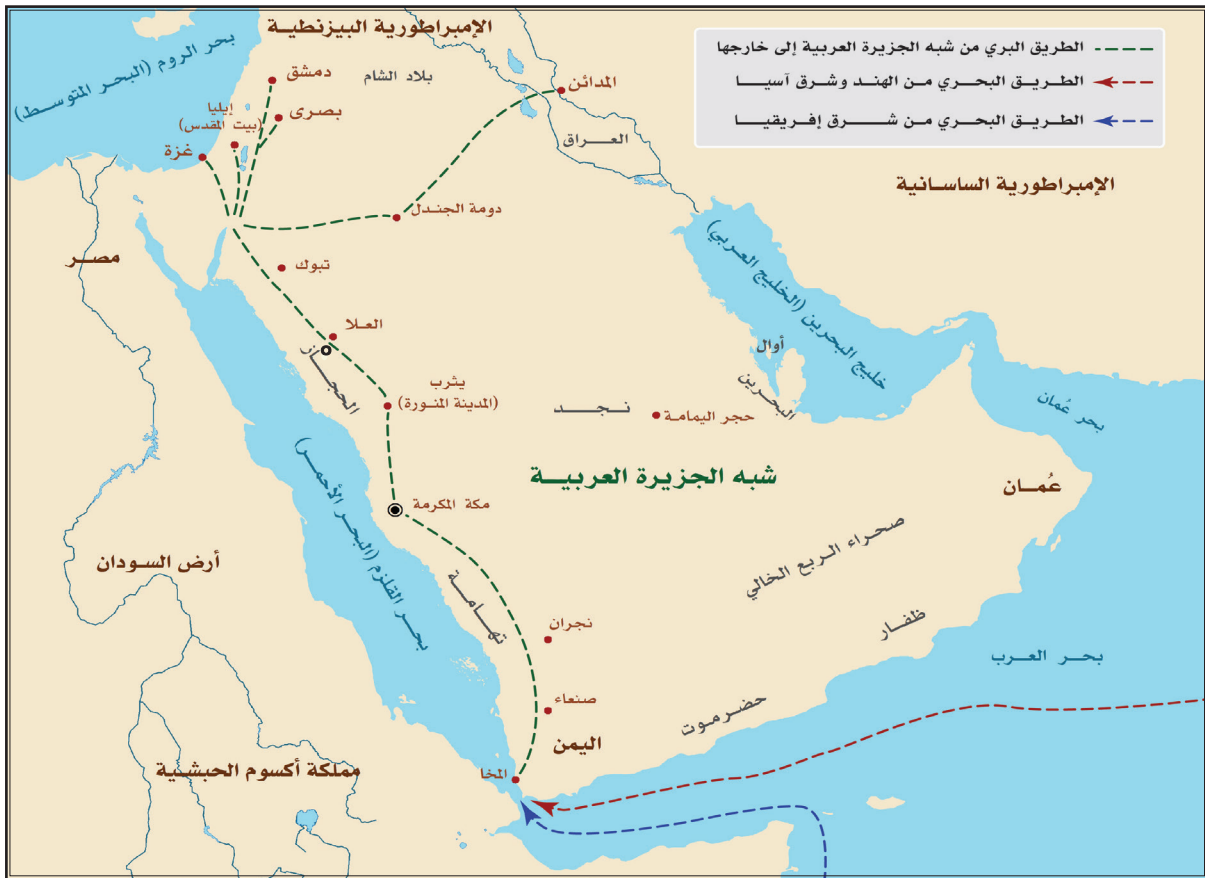 الإمبراطورية البيزنطية
بحر الروم (البحر المتوسط)
دمشق
بلاد الشام
بصرى
إيليا
(بيت المقدس)
غزة
المدائن
العراق
الطريق البري من شبه الجزيرة العربية إلى خارجها
الطريق البحري من الهند وشرق آسيا
الطريق البحري من شرق إفريقيا
الإمبراطورية الساسانية
دومة الجندل
مصر
تبوك
خليج البحرين (الخليج العربي)
العلا
الحجاز
أوال
البحرين
يثرب
(المدينة المنورة)
نجد
حجر اليمامة
بحر عُمان
شبه الجزيرة العربية
عُمان
مكة المكرمة
بحر القلزم (البحر الأحمر)
صحراء الربع الخالي
أرض السودان
تهامة
نجران
ظفار
بحر العرب
صنعاء
حضرموت
اليمن
المخا
مملكة أكسوم الحبشية